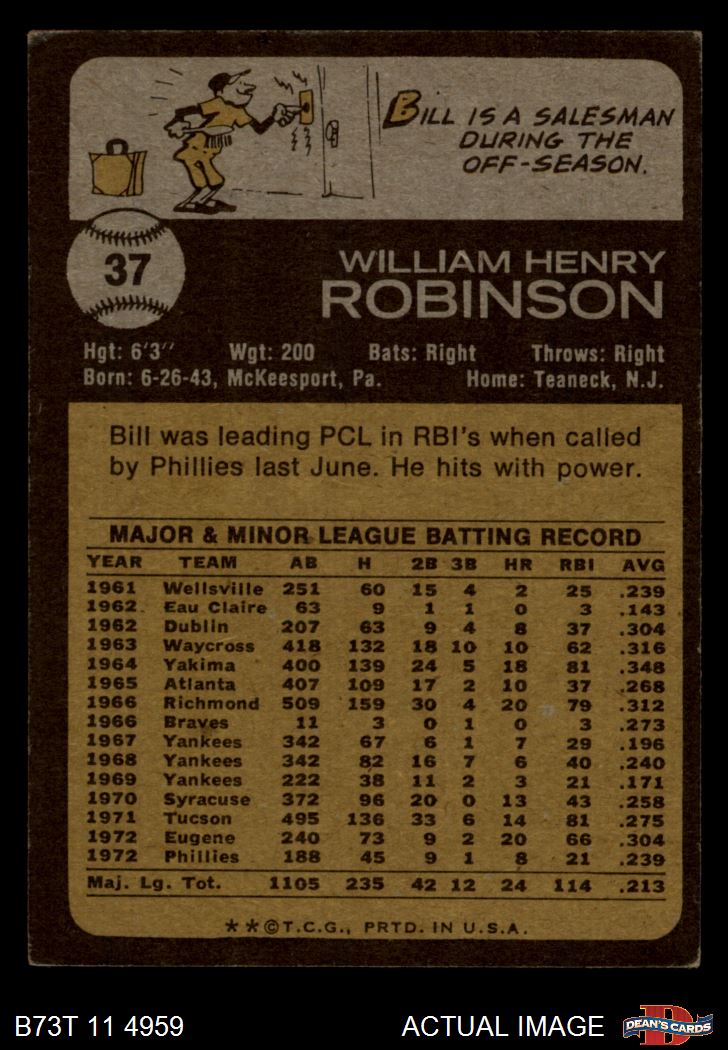 BILL IS A SALESMAN
DURING THE
OFF-SEASON.
37
WILLIAM HENRY
ROBINSON
Hgt: 6'3" Wgt: 200 Bats: Right Throws: Right
Born: 6-26-43, McKeesport, Pa. Home: Teaneck, N.J.
Bill was leading PCL in RBI's when called
by Phillies last June. He hits with power.
MAJOR & MINOR LEAGUE BATTING RECORD
YEAR TEAM AB H 2B 3B HR RBI AVG
1961 Wellsville 251 60 15 4 2 25 .239
1962 Eau Claire 63 9 1 1 0 3 .143
1962 Dublin 207 63 9 4 8 37 .304
1963 Waycross 418 132 18 10 10 62 .316
1964 Yakima 400 139 24 5 18 81 .348
1965 Atlanta 407 109 17 2 10 37 .268
1966 Richmond 509 159 30 4 20 79 .312
1966 Braves 11 3 0 1 0 3 .273
1967 Yankees 342 67 6 1 7 29 .196
1968 Yankees 342 82 16 7 6 40 .240
1969 Yankees 222 38 11 2 3 21 .171
1970 Syracuse 372 96 20 0 13 43 .258
1971 Tucson 495 136 33 6 14 81 .275
1972 Eugene 240 73 9 2 20 66 .304
1972 Phillies 188 45 9 1 8 21 .239
Maj. Lg. Tot. 1105 235 42 12 24 114 .213
**©T.C.G., PRTD. IN U.S.A.
B73T 11 4959 ACTUAL IMAGE
D
DEAN'S CARDS